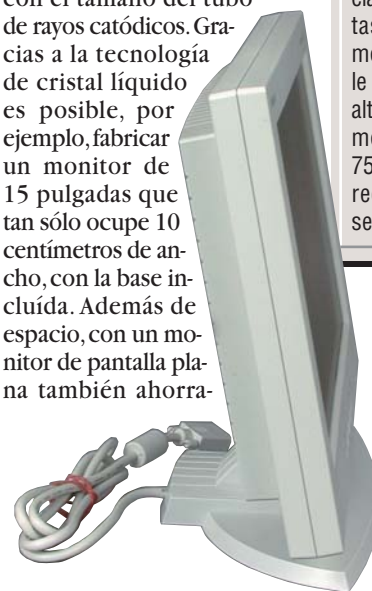 con el tamaño del tubo
de rayos catódicos. Gra-
cias a la tecnología
de cristal líquido
es posible, por
ejemplo, fabricar
un monitor de
15 pulgadas que
tan sólo ocupe 10
centímetros de an-
cho, con la base in-
cluída. Además de
espacio, con un mo-
nitor de pantalla pla-
na también ahorra-
tas
me
le
alt
me
75
re
se